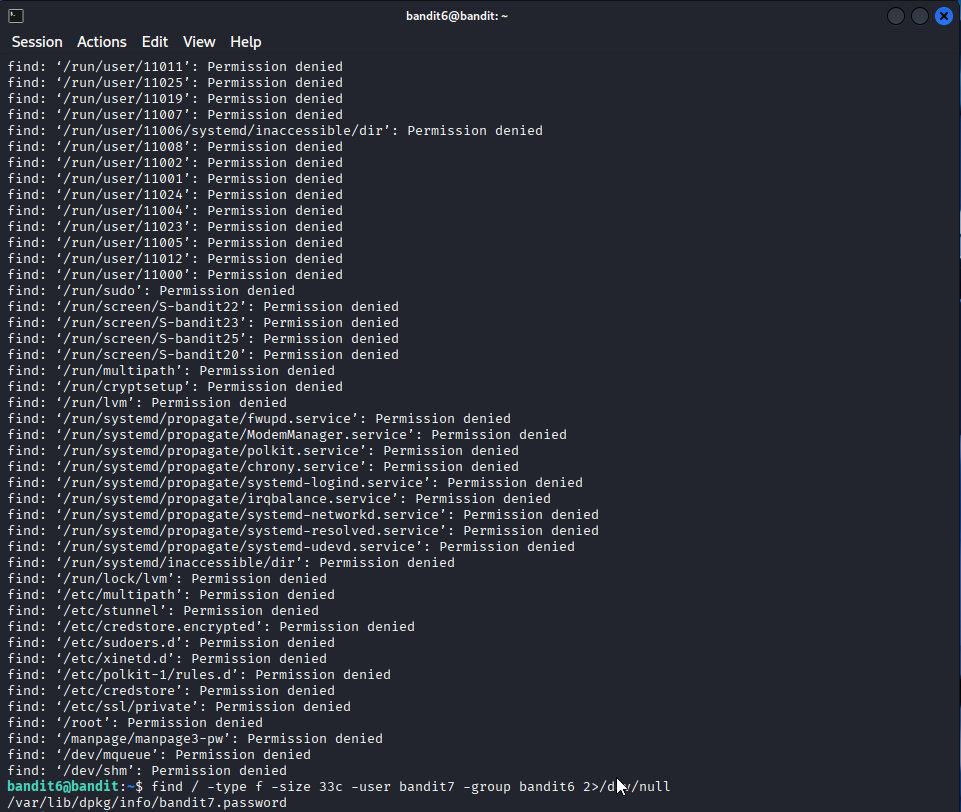 bandit6@bandit: ~
Session Actions Edit View Help
find: ‘/run/user/11011’: Permission denied
find: ‘/run/user/11025’: Permission denied
find: ‘/run/user/11019’: Permission denied
find: ‘/run/user/11007’: Permission denied
find: ‘/run/user/11006/systemd/inaccessible/dir’: Permission denied
find: ‘/run/user/11008’: Permission denied
find: ‘/run/user/11002’: Permission denied
find: ‘/run/user/11001’: Permission denied
find: ‘/run/user/11024’: Permission denied
find: ‘/run/user/11004’: Permission denied
find: ‘/run/user/11023’: Permission denied
find: ‘/run/user/11005’: Permission denied
find: ‘/run/user/11012’: Permission denied
find: ‘/run/user/11000’: Permission denied
find: ‘/run/sudo’: Permission denied
find: ‘/run/screen/S-bandit22’: Permission denied
find: ‘/run/screen/S-bandit23’: Permission denied
find: ‘/run/screen/S-bandit25’: Permission denied
find: ‘/run/screen/S-bandit20’: Permission denied
find: ‘/run/multipath’: Permission denied
find: ‘/run/cryptsetup’: Permission denied
find: ‘/run/lvm’: Permission denied
find: ‘/run/systemd/propagate/fwupd.service’: Permission denied
find: ‘/run/systemd/propagate/ModemManager.service’: Permission denied
find: ‘/run/systemd/propagate/polkit.service’: Permission denied
find: ‘/run/systemd/propagate/chrony.service’: Permission denied
find: ‘/run/systemd/propagate/systemd-logind.service’: Permission denied
find: ‘/run/systemd/propagate/irqbalance.service’: Permission denied
find: ‘/run/systemd/propagate/systemd-networkd.service’: Permission denied
find: ‘/run/systemd/propagate/systemd-resolved.service’: Permission denied
find: ‘/run/systemd/propagate/systemd-udevd.service’: Permission denied
find: ‘/run/systemd/inaccessible/dir’: Permission denied
find: ‘/run/lock/lvm’: Permission denied
find: ‘/etc/multipath’: Permission denied
find: ‘/etc/stunnel’: Permission denied
find: ‘/etc/credstore.encrypted’: Permission denied
find: ‘/etc/sudoers.d’: Permission denied
find: ‘/etc/xinetd.d’: Permission denied
find: ‘/etc/polkit-1/rules.d’: Permission denied
find: ‘/etc/credstore’: Permission denied
find: ‘/etc/ssl/private’: Permission denied
find: ‘/root’: Permission denied
find: ‘/manpage/manpage3-pw’: Permission denied
find: ‘/dev/mqueue’: Permission denied
find: ‘/dev/shm’: Permission denied
bandit6@bandit:~$ find / -type f -size 33c -user bandit7 -group bandit6 2>/dev/null
/var/lib/dpkg/info/bandit7.password